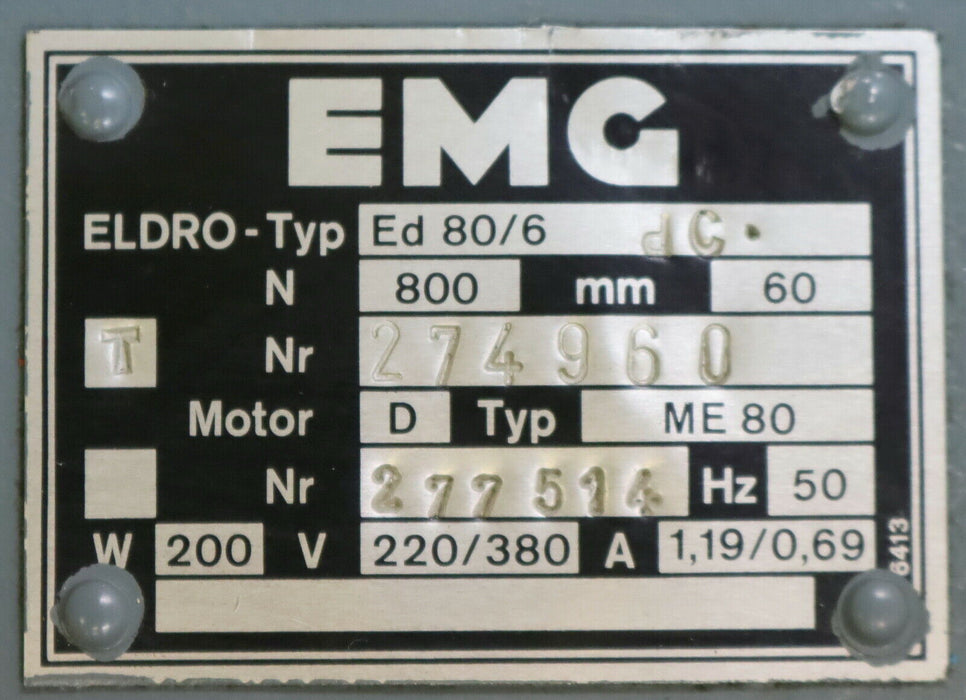 EMG
ELDRO-Typ Ed 80/6 dC.
N 800 mm 60
T Nr 274960
Motor D Typ ME 80
Nr 277514 Hz 50
W 200 V 220/380 A 1,19/0,69
6413